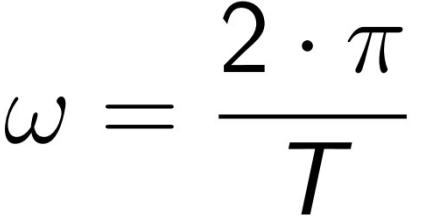 ω = 2 · π / T